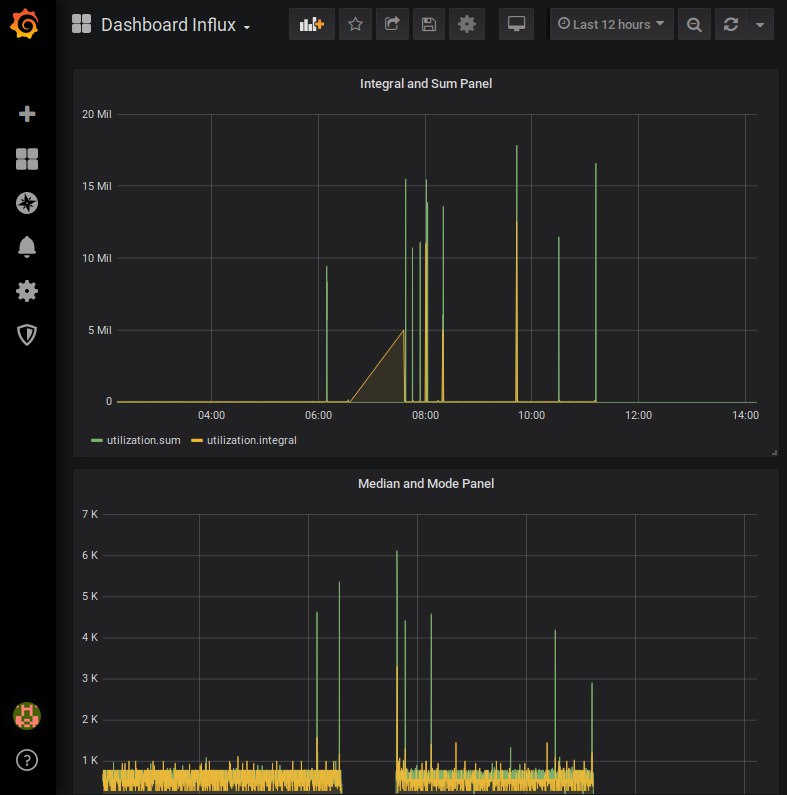 Dashboard Influx
Last 12 hours
Integral and Sum Panel
20 Mil
15 Mil
10 Mil
5 Mil
0
04:00 06:00 08:00 10:00 12:00 14:00
utilization.sum utilization.integral
Median and Mode Panel
7 K
6 K
5 K
4 K
3 K
2 K
1 K
?